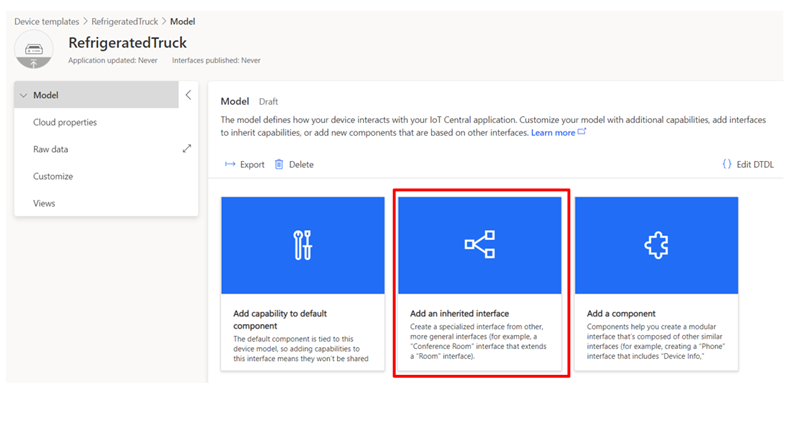 Device templates > RefrigeratedTruck > Model
RefrigeratedTruck
Application updated: Never Interfaces published: Never
Model
Cloud properties
Raw data
Customize
Views
Model Draft
The model defines how your device interacts with your IoT Central application. Customize your model with additional capabilities, add interfaces
to inherit capabilities, or add new components that are based on other interfaces. Learn more
Export Delete
{} Edit DTDL
Add capability to default
component
The default component is tied to this
device model, so adding capabilities to
this interface means they won't be shared
Add an inherited interface
Create a specialized interface from other,
more general interfaces (for example, a
"Conference Room" interface that extends
a "Room" interface).
Add a component
Components help you create a modular
interface that's composed of other similar
interfaces (for example, creating a "Phone"
interface that includes "Device Info,"